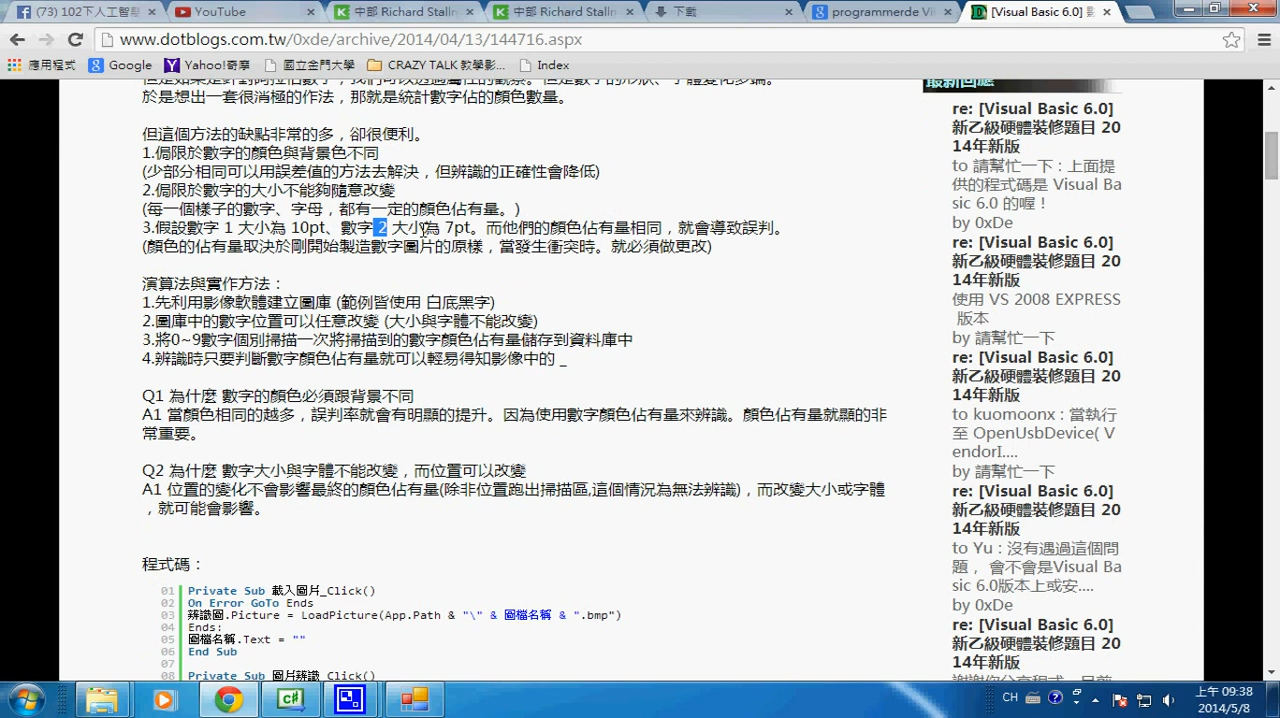 (73) 102下人工智慧
YouTube
中部 Richard Stallm
中部 Richard Stallm
下載
programmerde Vi
[Visual Basic 6.0]
www.dotblogs.com.tw/0xde/archive/2014/04/13/144716.aspx
應用程式
Google
Yahoo!奇摩
國立金門大學
CRAZY TALK 教學影...
Index
於是想出一套很消極的作法，那就是統計數字佔的顏色數量。
但這個方法的缺點非常的多，卻很便利。
1.侷限於數字的顏色與背景色不同
(少部分相同可以用誤差值的方法去解決，但辨識的正確性會降低)
2.侷限於數字的大小不能夠隨意改變
(每一個樣子的數字、字母，都有一定的顏色佔有量。)
3.假設數字 1 大小為 10pt、數字 2 大小為 7pt。而他們的顏色佔有量相同，就會導致誤判。
(顏色的佔有量取決於剛開始製造數字圖片的原樣，當發生衝突時。就必須做更改)
演算法與實作方法：
1.先利用影像軟體建立圖庫 (範例皆使用 白底黑字)
2.圖庫中的數字位置可以任意改變 (大小與字體不能改變)
3.將0~9數字個別掃描一次將掃描到的數字顏色佔有量儲存到資料庫中
4.辨識時只要判斷數字顏色佔有量就可以輕易得知影像中的 _
Q1 為什麼 數字的顏色必須跟背景不同
A1 當顏色相同的越多，誤判率就會有明顯的提升。因為使用數字顏色佔有量來辨識。顏色佔有量就顯的非
常重要。
Q2 為什麼 數字大小與字體不能改變，而位置可以改變
A1 位置的變化不會影響最終的顏色佔有量(除非位置跑出掃描區,這個情況為無法辨識)，而改變大小或字體
，就可能會影響。
程式碼：
01 Private Sub 載入圖片_Click()
02 On Error GoTo Ends
03 辨識圖.Picture = LoadPicture(App.Path & "\" & 圖檔名稱 & ".bmp")
04 Ends:
05 圖檔名稱.Text = ""
06 End Sub
07
08 Private Sub 圖片辨識_Click()
最新回應
re: [Visual Basic 6.0]
新乙級硬體裝修題目 20
14年新版
to 請幫忙一下 : 上面提
供的程式碼是 Visual Ba
sic 6.0 的喔！
by 0xDe
re: [Visual Basic 6.0]
新乙級硬體裝修題目 20
14年新版
使用 VS 2008 EXPRESS
版本
by 請幫忙一下
re: [Visual Basic 6.0]
新乙級硬體裝修題目 20
14年新版
to kuomoonx : 當執行
至 OpenUsbDevice( V
endorI....
by 請幫忙一下
re: [Visual Basic 6.0]
新乙級硬體裝修題目 20
14年新版
to Yu : 沒有遇過這個問
題， 會不會是Visual Ba
sic 6.0版本上或安....
by 0xDe
re: [Visual Basic 6.0]
新乙級硬體裝修題目 20
14年新版
CH
上午 09:38
2014/5/8